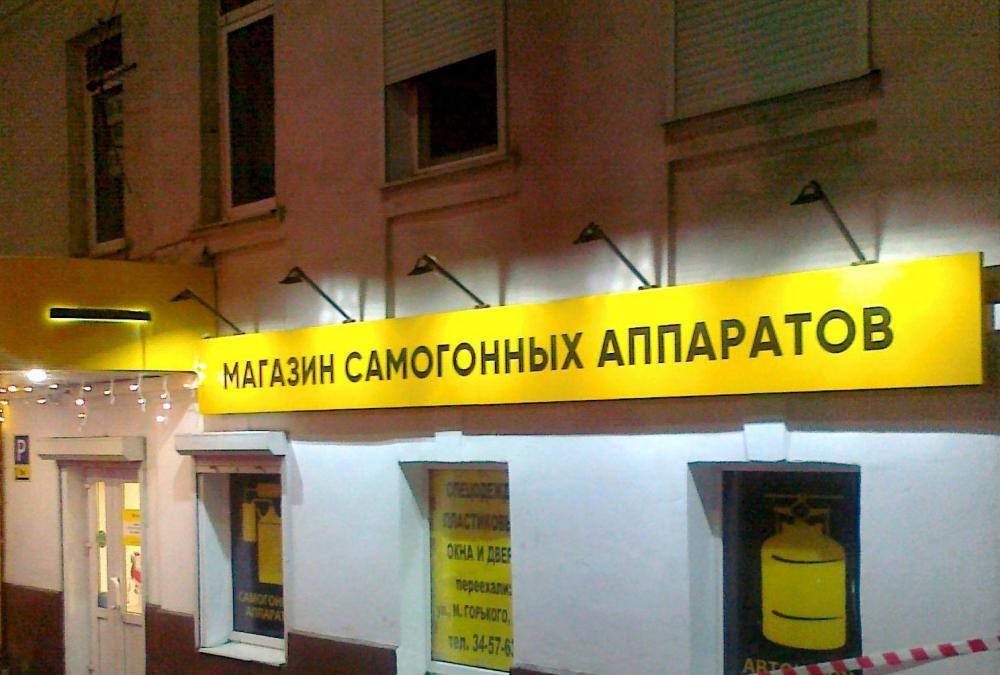 МАГАЗИН САМОГОННЫХ АППАРАТОВ
P
САМОГОН
АППАРАТ
СПЕЦОДЕЖ
ПЛАСТИКОВ
ОКНА И ДВЕР
переехали:
ул. М. ГОРЬКОГО,
тел. 34-57-6
АВТО